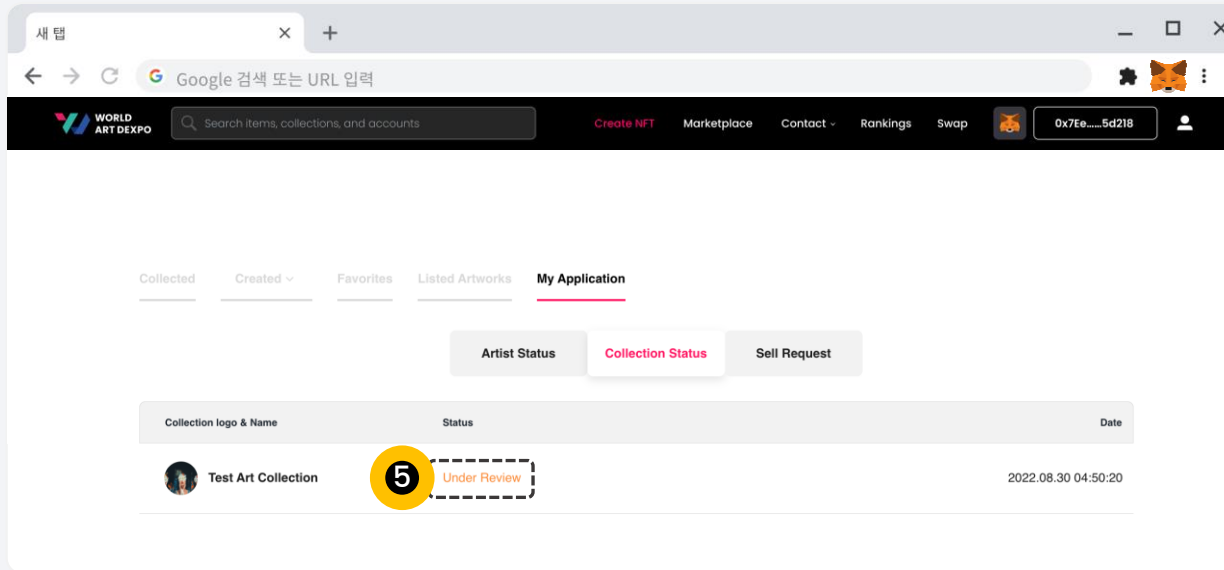 새 탭
Google 검색 또는 URL 입력
WORLD
ART DEXPO
Search items, collections, and accounts
Create NFT
Marketplace
Contact
Rankings
Swap
0x7Ee......5d218
Collected
Created
Favorites
Listed Artworks
My Application
Artist Status
Collection Status
Sell Request
Collection logo & Name
Status
Date
Test Art Collection
5
Under Review
2022.08.30 04:50:20